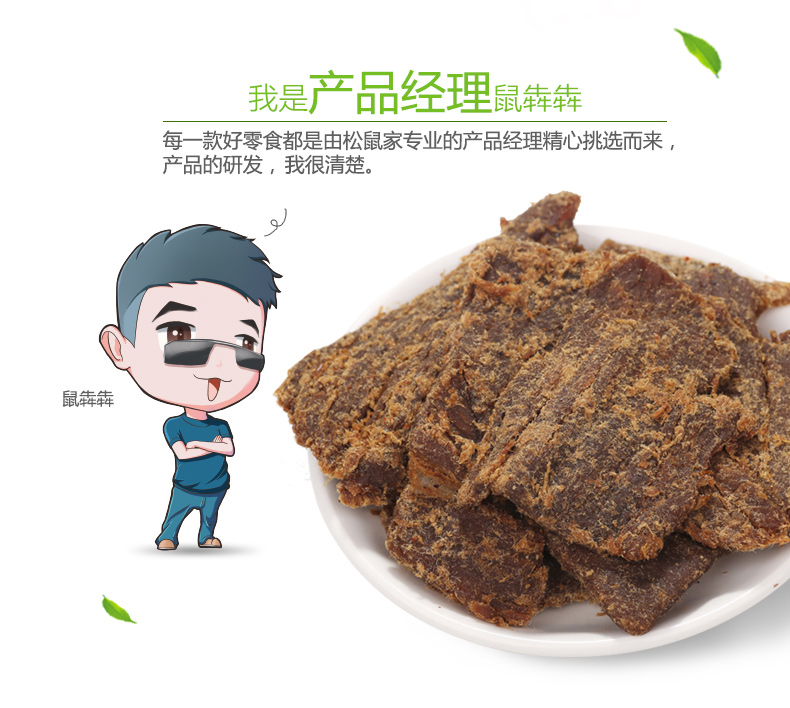 我是产品经理鼠犇犇
每一款好零食都是由松鼠家专业的产品经理精心挑选而来，
产品的研发，我很清楚。
鼠犇犇